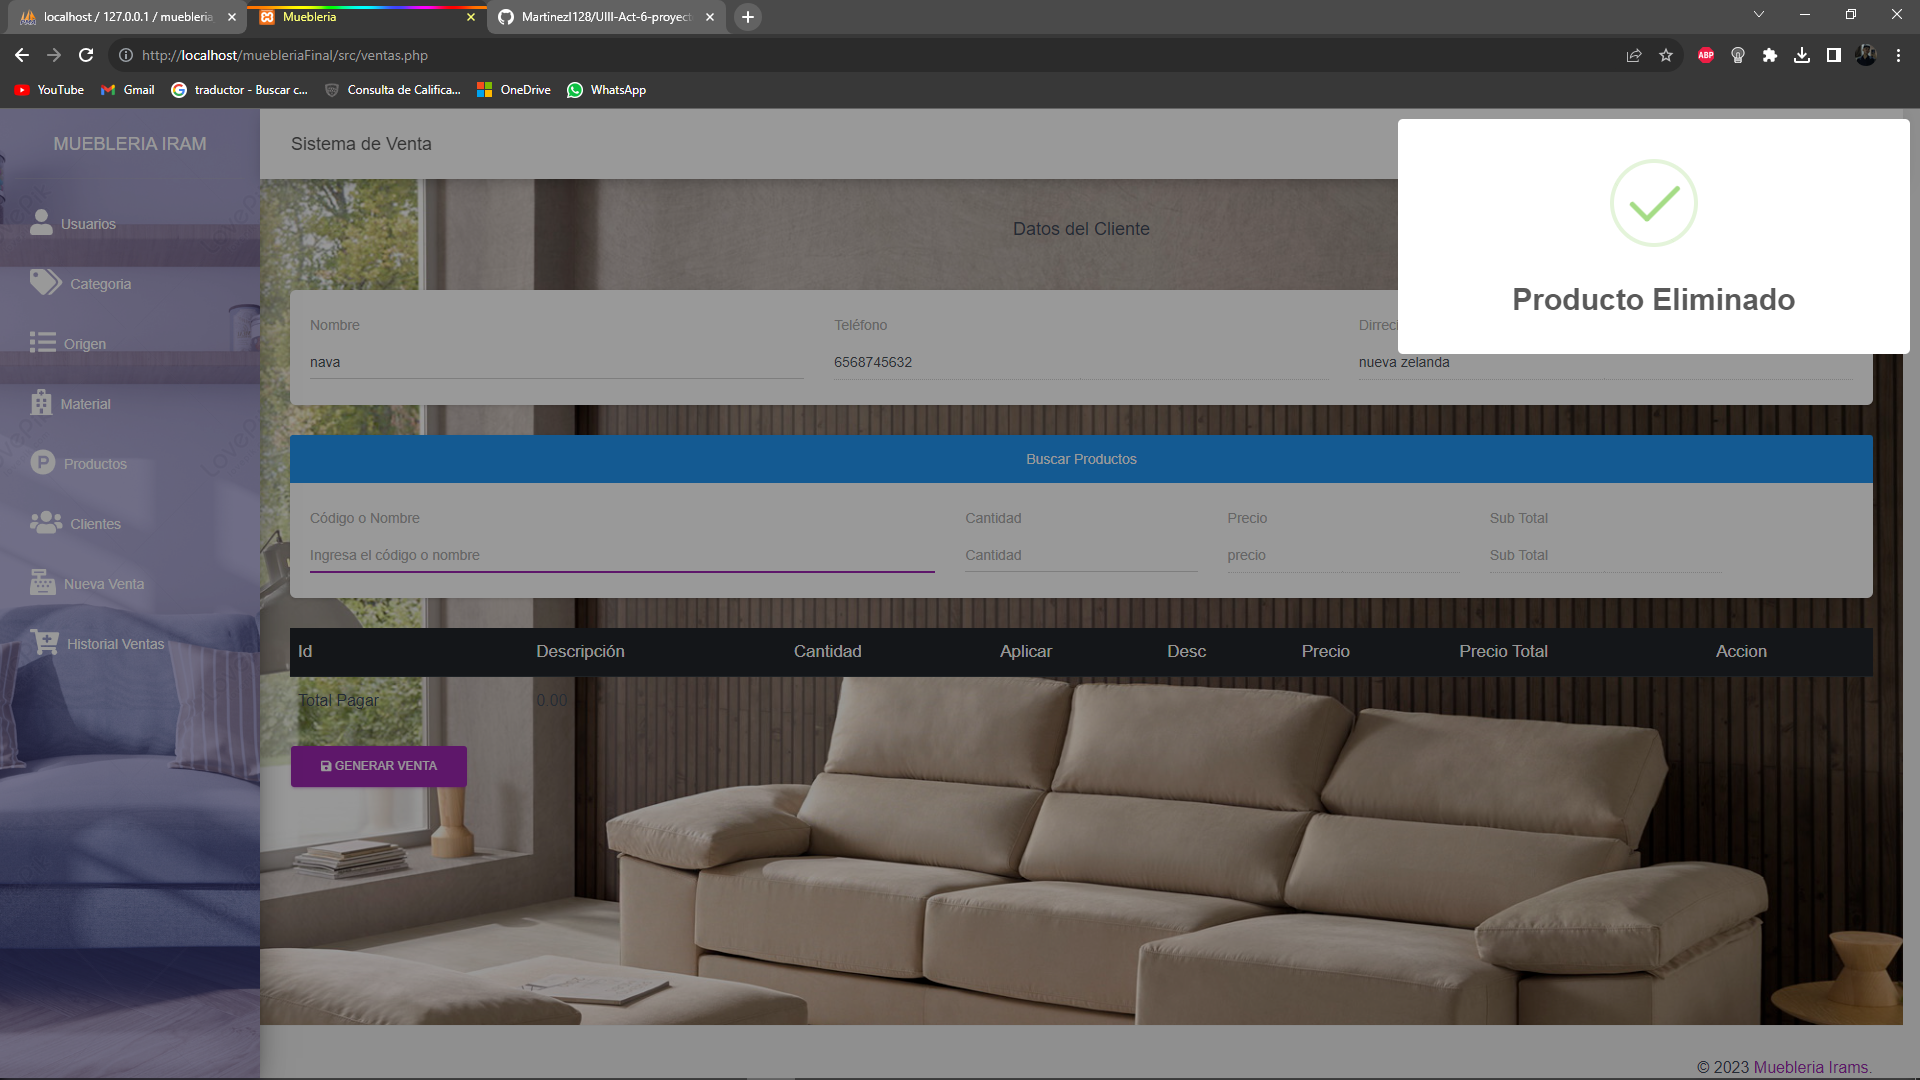 localhost / 127.0.0.1 / muebleria
Muebleria
MartinezI128/UIII-Act-6-proyect
http://localhost/muebleriaFinal/src/ventas.php
ABP
YouTube
Gmail
traductor - Buscar c...
Consulta de Califica...
OneDrive
WhatsApp
MUEBLERIA IRAM
Usuarios
Categoria
Origen
Material
Productos
Clientes
Nueva Venta
Historial Ventas
Sistema de Venta
Producto Eliminado
Datos del Cliente
Nombre
Teléfono
Dirreci
nava
6568745632
nueva zelanda
Buscar Productos
Código o Nombre
Cantidad
Precio
Sub Total
Ingresa el código o nombre
Cantidad
precio
Sub Total
Id
Descripción
Cantidad
Aplicar
Desc
Precio
Precio Total
Accion
Total Pagar
0.00
GENERAR VENTA
© 2023 Muebleria Irams.